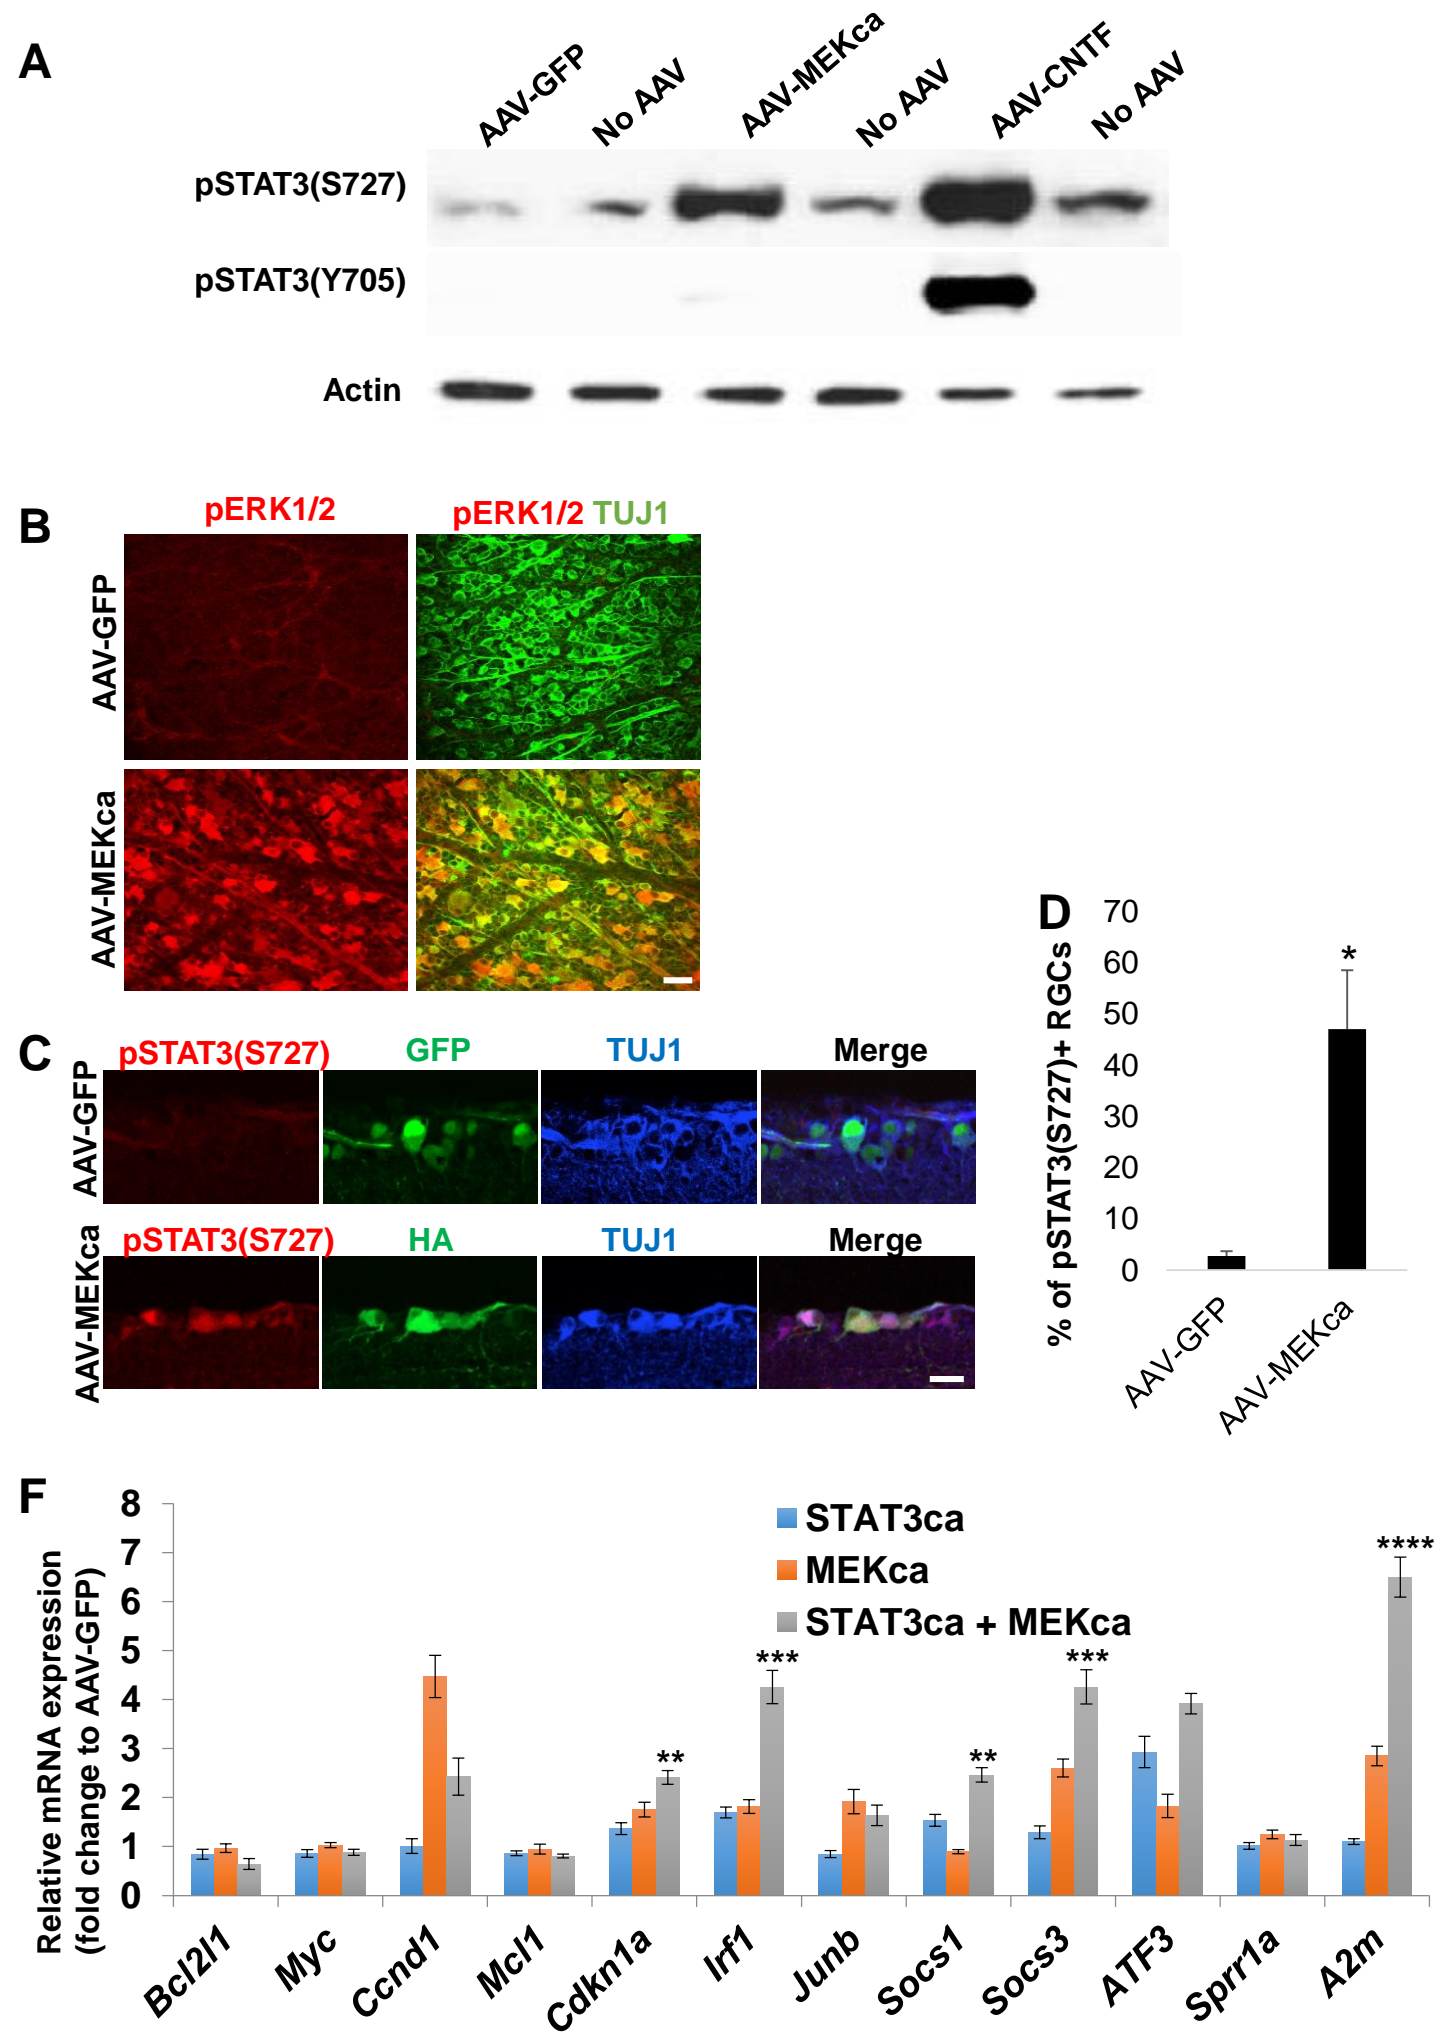 A
AAV-GFP
No AAV
AAV-MEKca
No AAV
AAV-CNTF
No AAV
pSTAT3(S727)
pSTAT3(Y705)
Actin
B
pERK1/2
pERK1/2 TUJ1
AAV-GFP
AAV-MEKca
C
pSTAT3(S727)
GFP
TUJ1
Merge
AAV-GFP
pSTAT3(S727)
HA
TUJ1
Merge
AAV-MEKca
D
% of pSTAT3(S727)+ RGCs
70
60
50
40
30
20
10
0
*
AAV-GFP
AAV-MEKca
F
Relative mRNA expression
(fold change to AAV-GFP)
8
7
6
5
4
3
2
1
0
STAT3ca
MEKca
STAT3ca + MEKca
**
***
**
***
****
Bcl2l1
Myc
Ccnd1
Mcl1
Cdkn1a
Irf1
Junb
Socs1
Socs3
ATF3
Sprr1a
A2m